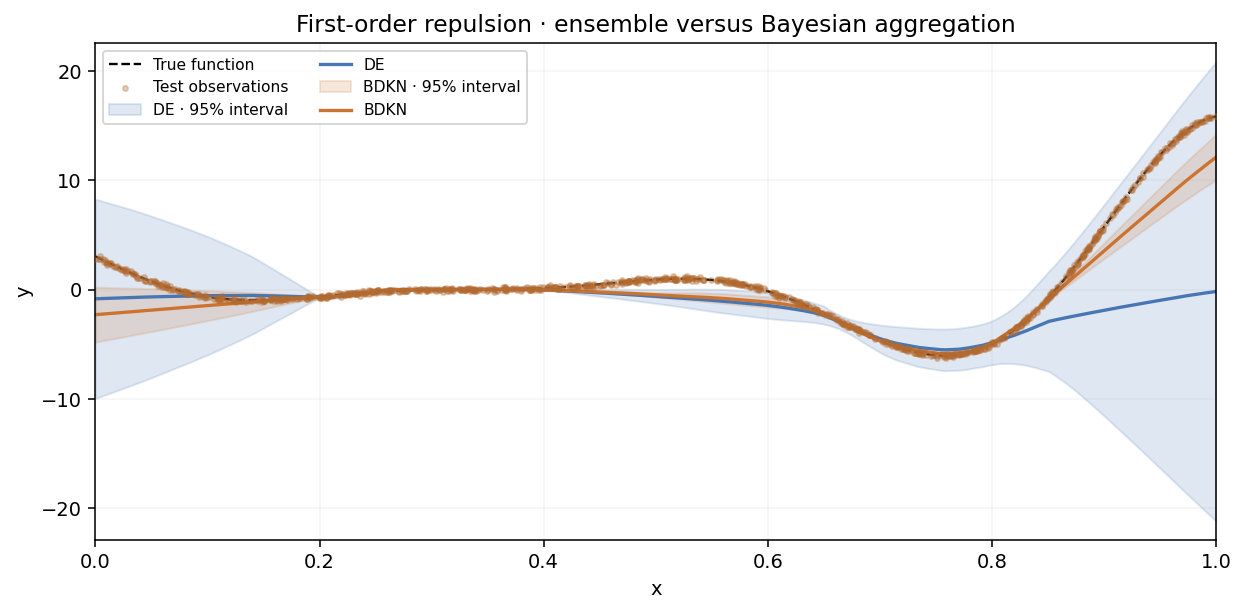 First-order repulsion · ensemble versus Bayesian aggregation
True function
Test observations
DE · 95% interval
DE
BDKN · 95% interval
BDKN
20
10
0
−10
−20
y
0.0 0.2 0.4 0.6 0.8 1.0
x